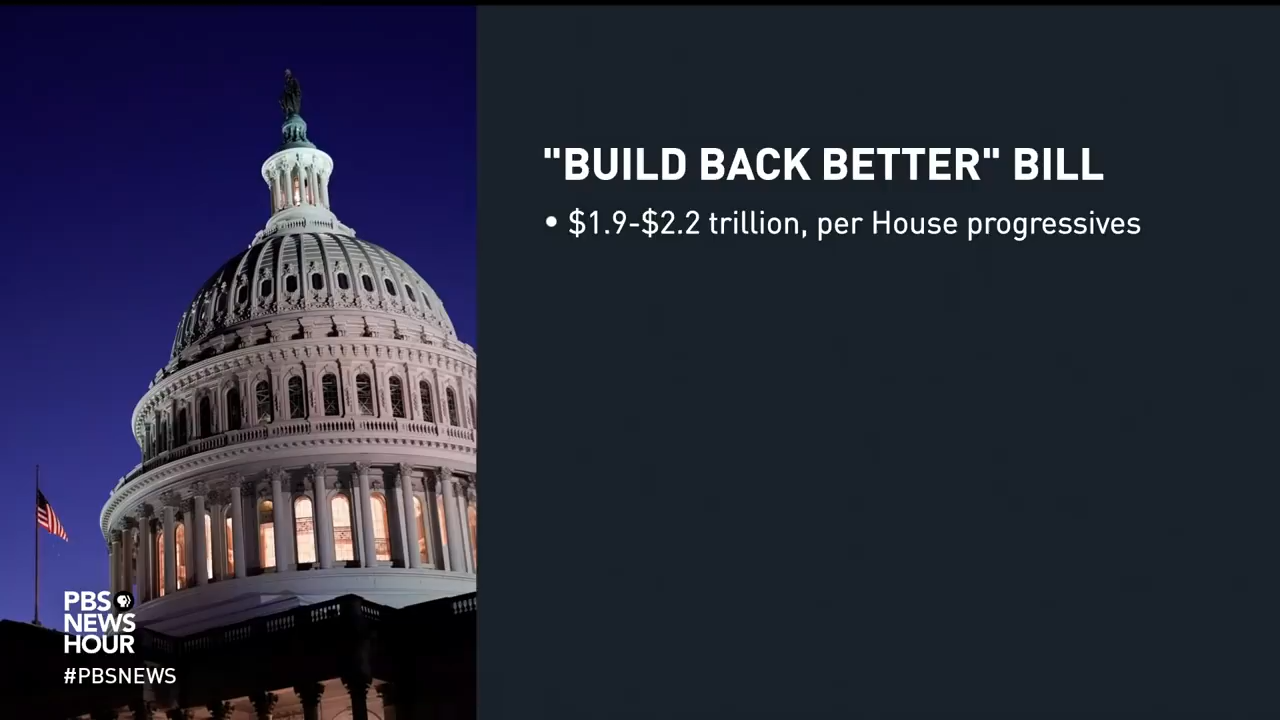 "BUILD BACK BETTER" BILL
• $1.9-$2.2 trillion, per House progressives
PBS
NEWS
HOUR
#PBSNEWS